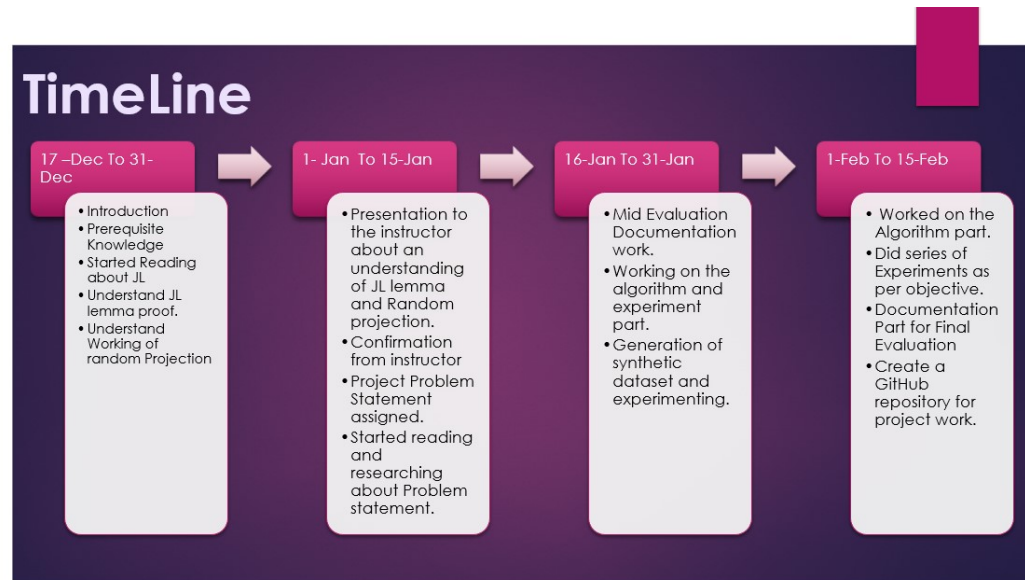 TimeLine
17 –Dec To 31-
Dec
•Introduction
•Prerequisite
Knowledge
•Started Reading
about JL
•Understand JL
lemma proof.
•Understand
Working of
random Projection
1- Jan To 15-Jan
•Presentation to
the instructor
about an
understanding
of JL lemma
and Random
projection.
•Confirmation
from instructor
•Project Problem
Statement
assigned.
•Started reading
and
researching
about Problem
statement.
16-Jan To 31-Jan
•Mid Evaluation
Documentation
work.
•Working on the
algorithm and
experiment
part.
•Generation of
synthetic
dataset and
experimenting.
1-Feb To 15-Feb
• Worked on the
Algorithm part.
•Did series of
Experiments as
per objective.
•Documentation
Part for Final
Evaluation
•Create a
GitHub
repository for
project work.